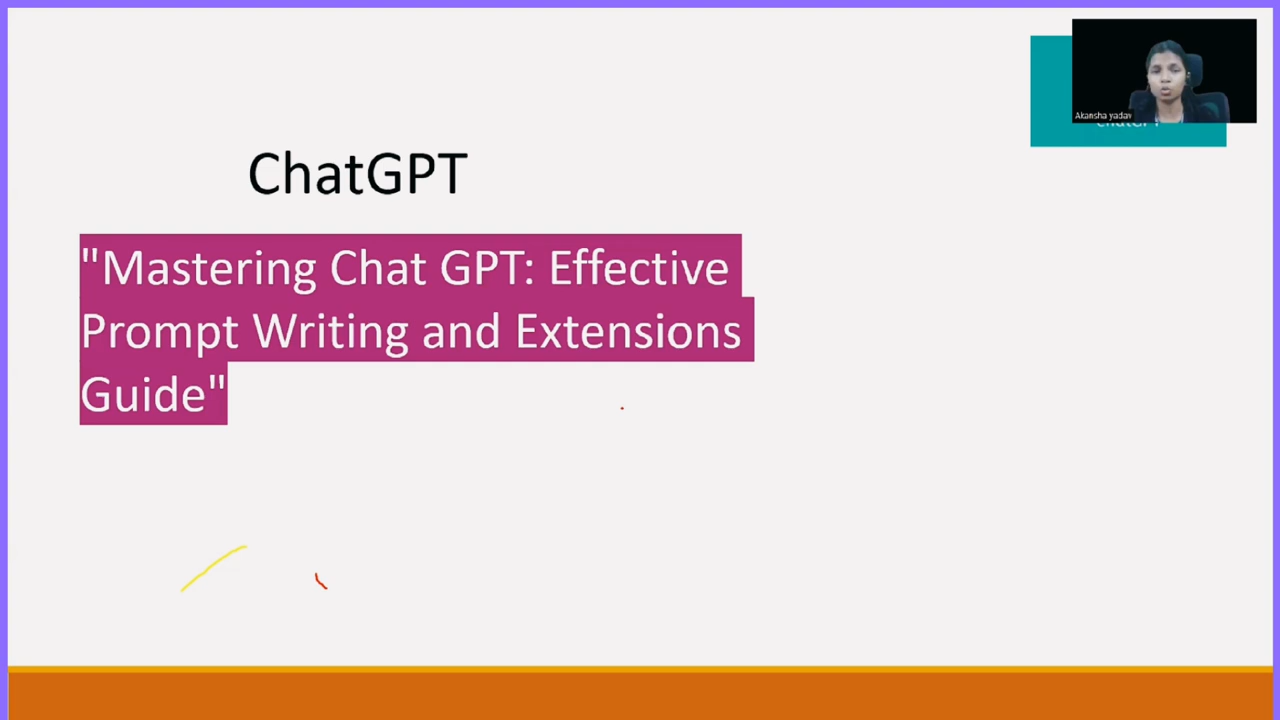 Akansha yadav
ChatGPT
"Mastering Chat GPT: Effective
Prompt Writing and Extensions
Guide"